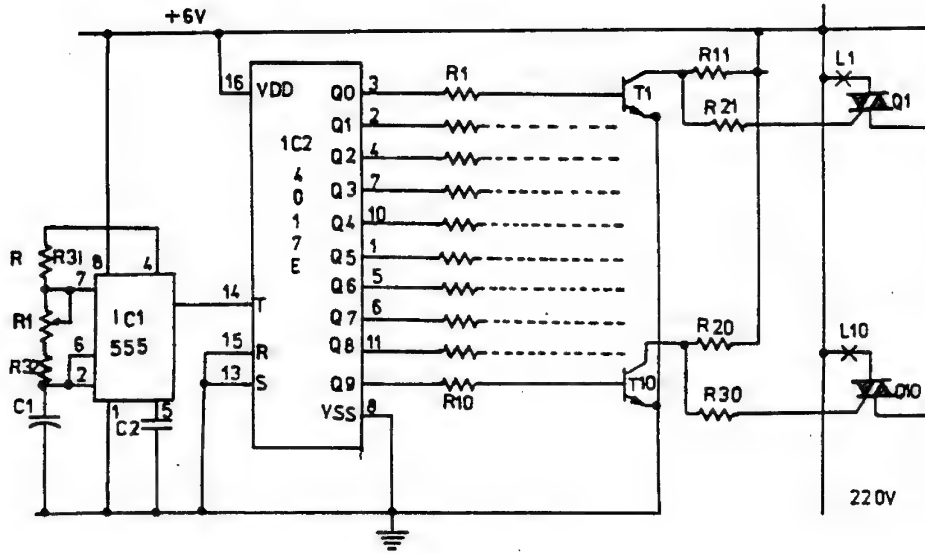 +6V
16 VDD
1C2
4
0
1
7
E
Q0 3
Q1 2
Q2 4
Q3 7
Q4 10
Q5 1
Q6 5
Q7 6
Q8 11
Q9
VSS 8
14 T
15 R
13 S
R1
R10
T1
T10
R11
R21
R20
R30
L1
Q1
L10
Q10
220V
R R31
R1
R32
C1
8 4
7
6
2
1 5
IC1
555
C2